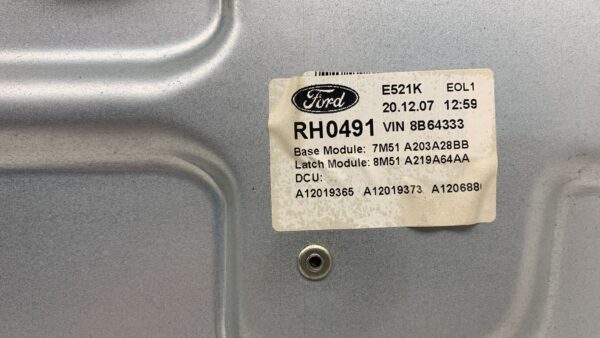 Ford E521K EOL1
20.12.07 12:59
RH0491 VIN 8B64333
Base Module: 7M51 A203A28BB
Latch Module: 8M51 A219A64AA
DCU:
A12019365 A12019373 A120688